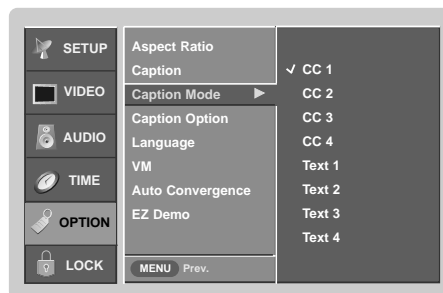 SETUP
VIDEO
AUDIO
TIME
OPTION
LOCK
Aspect Ratio
Caption
Caption Mode
Caption Option
Language
VM
Auto Convergence
EZ Demo
MENU Prev.
CC 1
CC 2
CC 3
CC 4
Text 1
Text 2
Text 3
Text 4